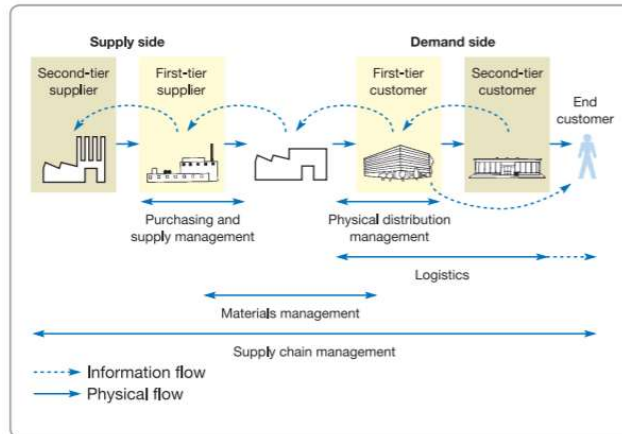 Supply side
Demand side
Second-tier
supplier
First-tier
supplier
First-tier
customer
Second-tier
customer
End
customer
Purchasing and
supply management
Physical distribution
management
Logistics
Materials management
Supply chain management
Information flow
Physical flow